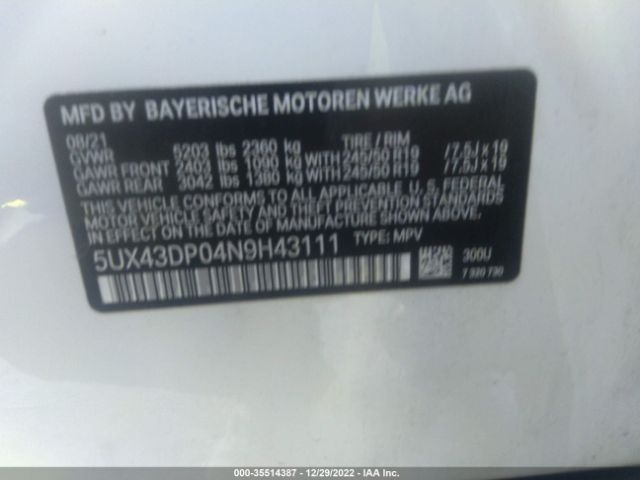 MFD BY BAYERISCHE MOTOREN WERKE AG
08/21 TIRE / RIM
GVWR 5203 lbs 2360 kg
GAWR FRONT 2403 lbs 1090 kg WITH 245/50 R19 /7.5J x 19
GAWR REAR 3042 lbs 1380 kg WITH 245/50 R19 /7.5J x 19
THIS VEHICLE CONFORMS TO ALL APPLICABLE U. S. FEDERAL
MOTOR VEHICLE SAFETY AND THEFT PREVENTION STANDARDS
IN EFFECT ON THE DATE OF MANUFACTURE SHOWN ABOVE.
5UX43DP04N9H43111 TYPE: MPV
300U
7 320 730
000-35514387 - 12/29/2022 - IAA Inc.